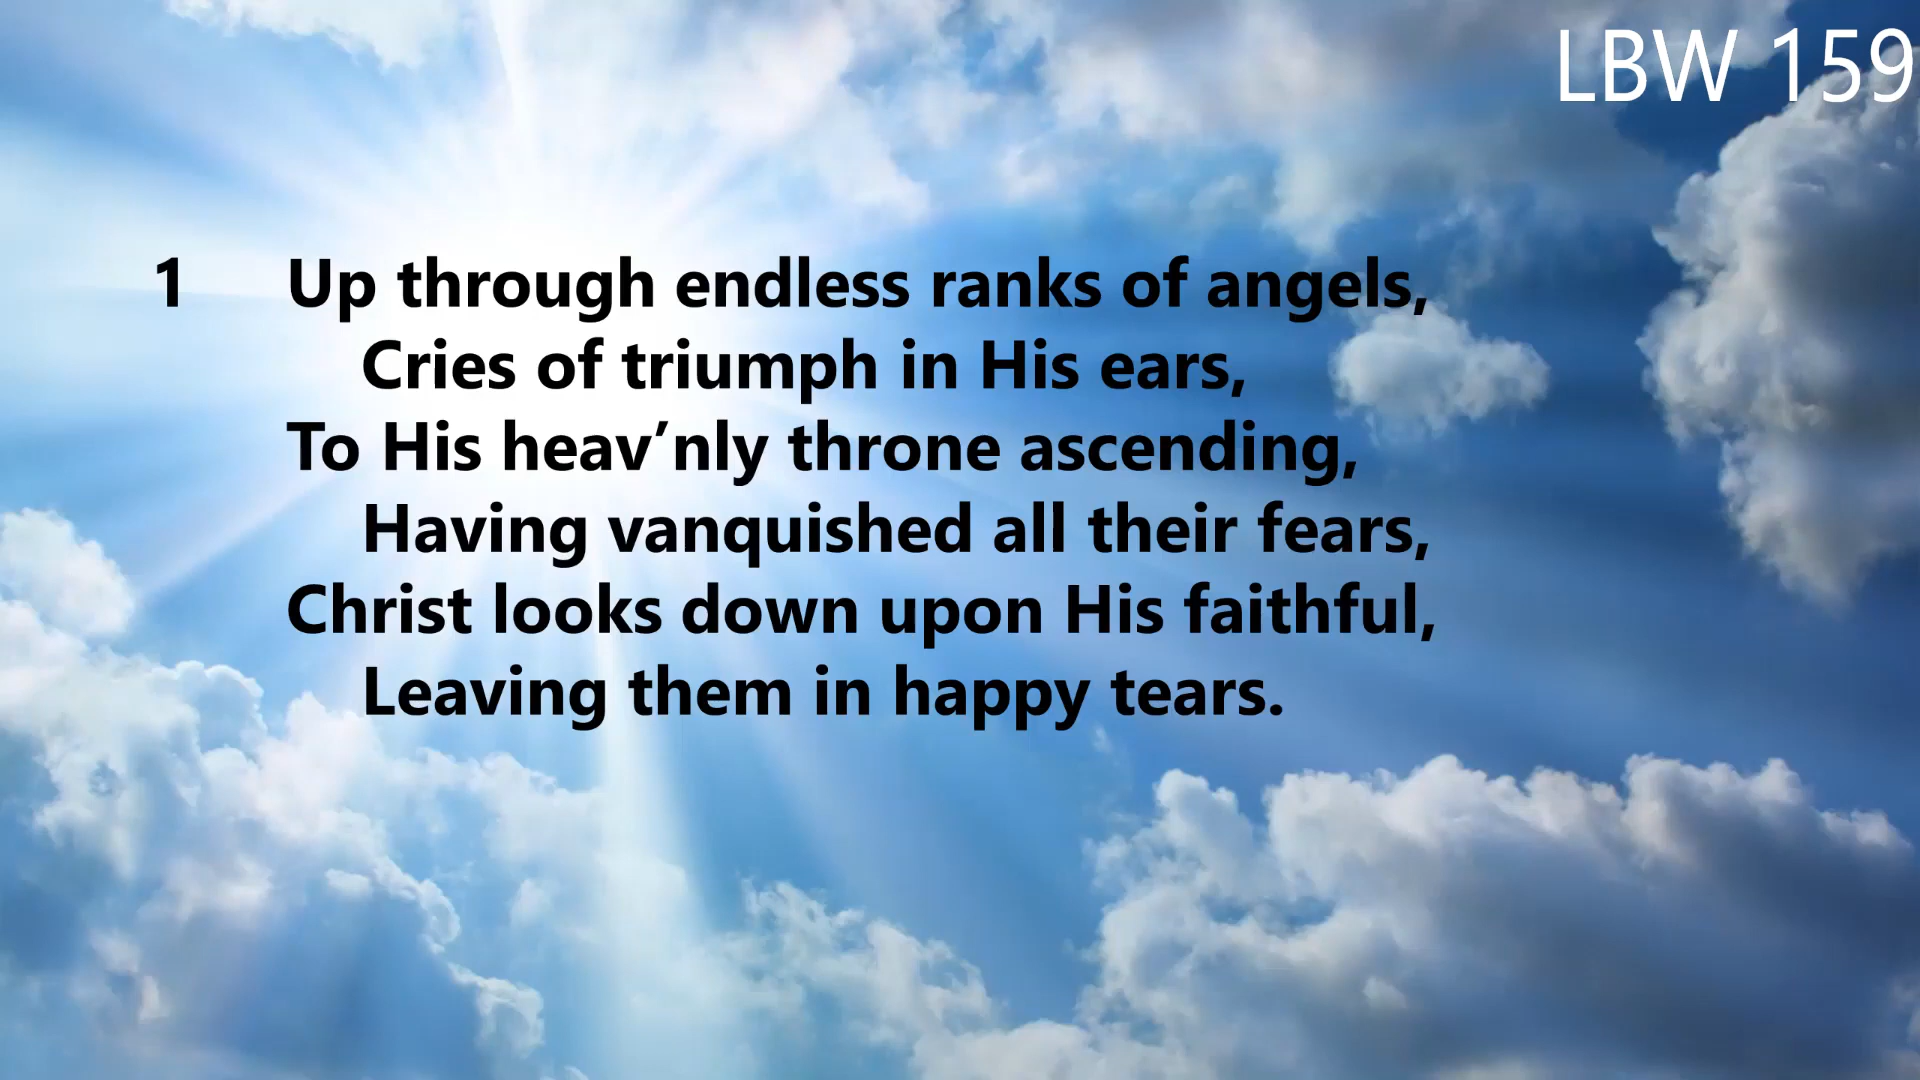 LBW 159
1 Up through endless ranks of angels,
Cries of triumph in His ears,
To His heav’nly throne ascending,
Having vanquished all their fears,
Christ looks down upon His faithful,
Leaving them in happy tears.